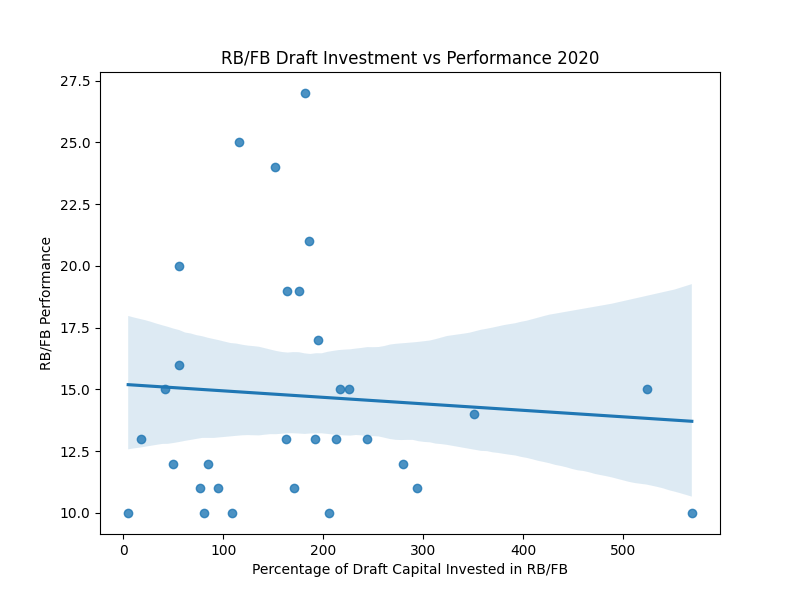 RB/FB Draft Investment vs Performance 2020
27.5
25.0
22.5
20.0
17.5
15.0
12.5
10.0
RB/FB Performance
0 100 200 300 400 500
Percentage of Draft Capital Invested in RB/FB